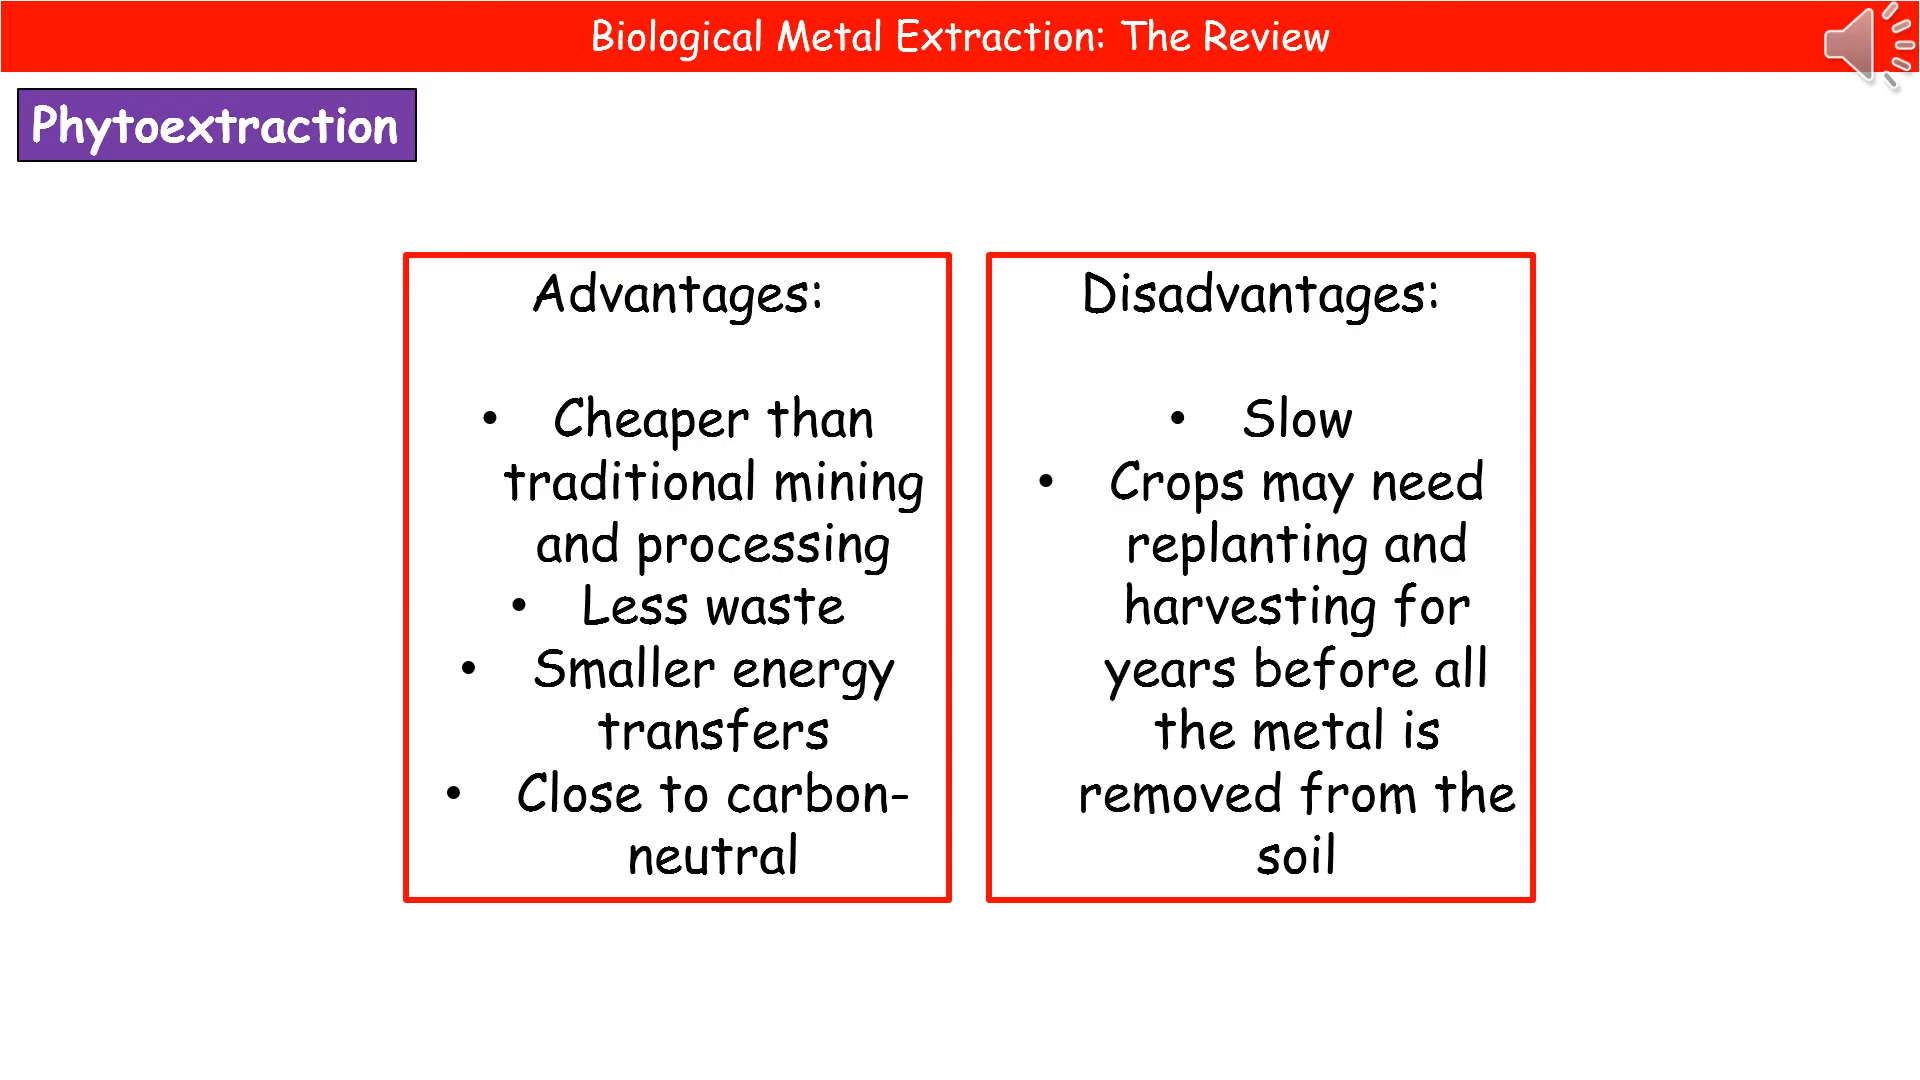 Biological Metal Extraction: The Review
Phytoextraction
Advantages:
• Cheaper than
traditional mining
and processing
• Less waste
• Smaller energy
transfers
• Close to carbon-
neutral
Disadvantages:
• Slow
• Crops may need
replanting and
harvesting for
years before all
the metal is
removed from the
soil